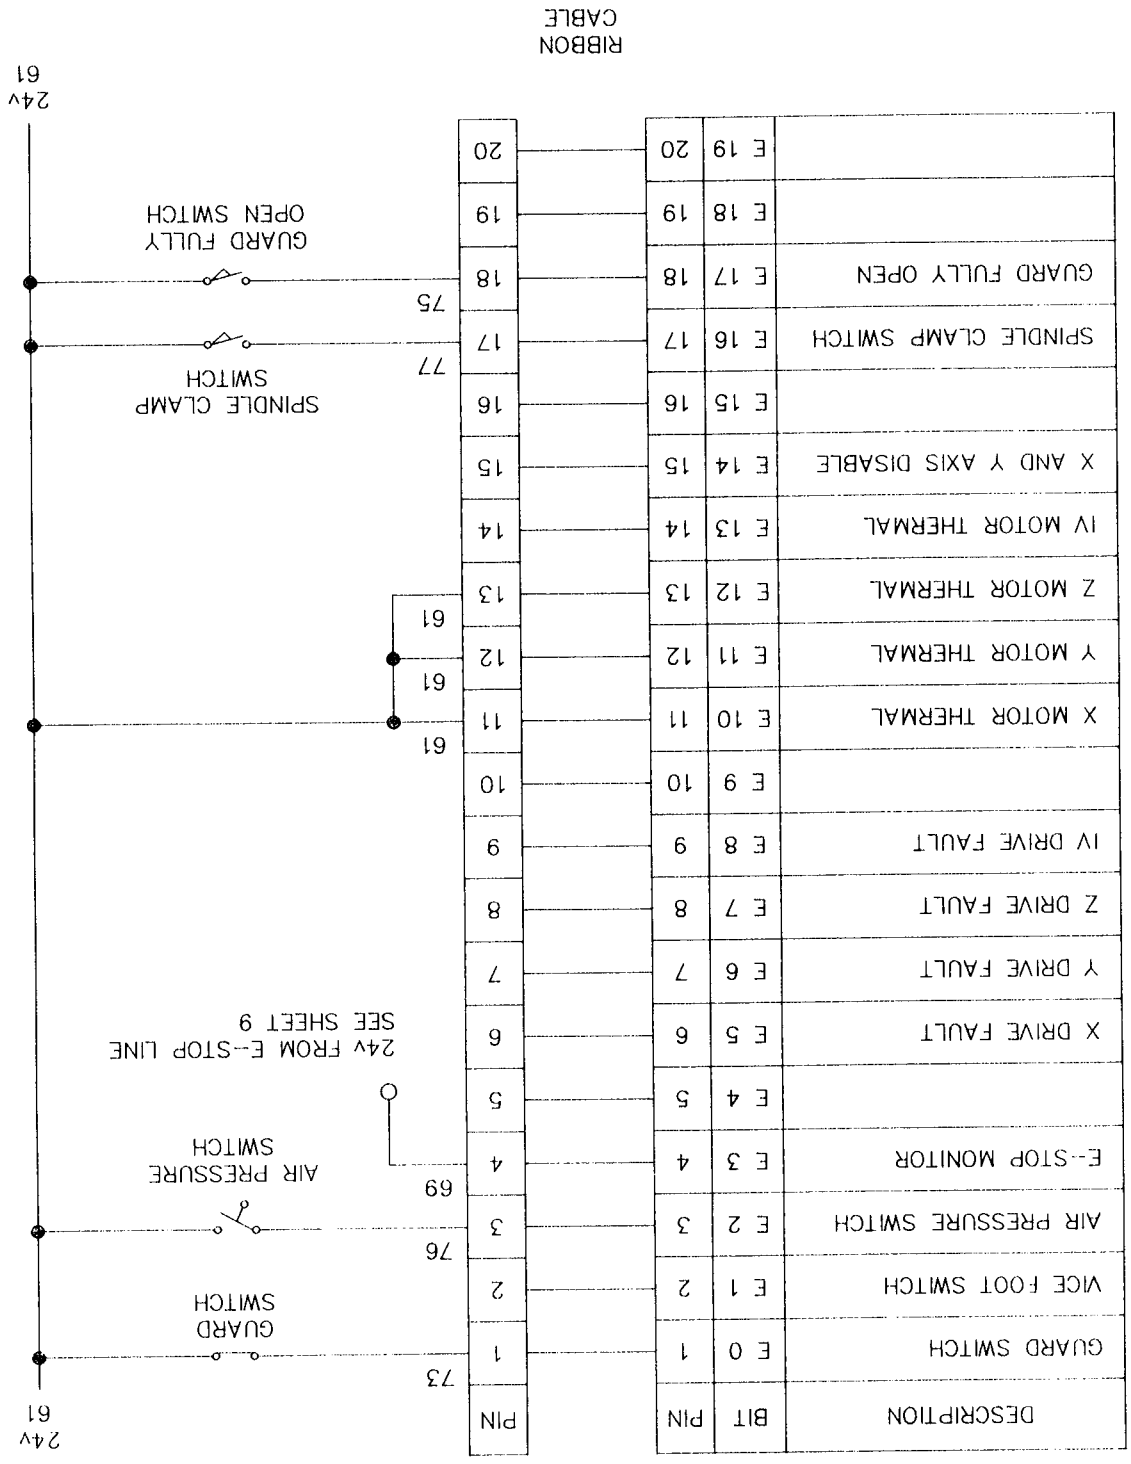 DESCRIPTION BIT PIN PIN
24v
61
GUARD SWITCH E 0 1 1
73
GUARD
SWITCH
VICE FOOT SWITCH E 1 2 2
AIR PRESSURE SWITCH E 2 3 3
76
AIR PRESSURE
SWITCH
E-STOP MONITOR E 3 4 4
69
24v FROM E-STOP LINE
SEE SHEET 9
E 4 5 5
X DRIVE FAULT E 5 6 6
Y DRIVE FAULT E 6 7 7
Z DRIVE FAULT E 7 8 8
IV DRIVE FAULT E 8 9 9
E 9 10 10
X MOTOR THERMAL E 10 11 11
61
Y MOTOR THERMAL E 11 12 12
61
Z MOTOR THERMAL E 12 13 13
61
IV MOTOR THERMAL E 13 14 14
X AND Y AXIS DISABLE E 14 15 15
E 15 16 16
SPINDLE CLAMP SWITCH E 16 17 17
77
SPINDLE CLAMP
SWITCH
GUARD FULLY OPEN E 17 18 18
75
GUARD FULLY
OPEN SWITCH
E 18 19 19
E 19 20 20
24v
61
RIBBON
CABLE